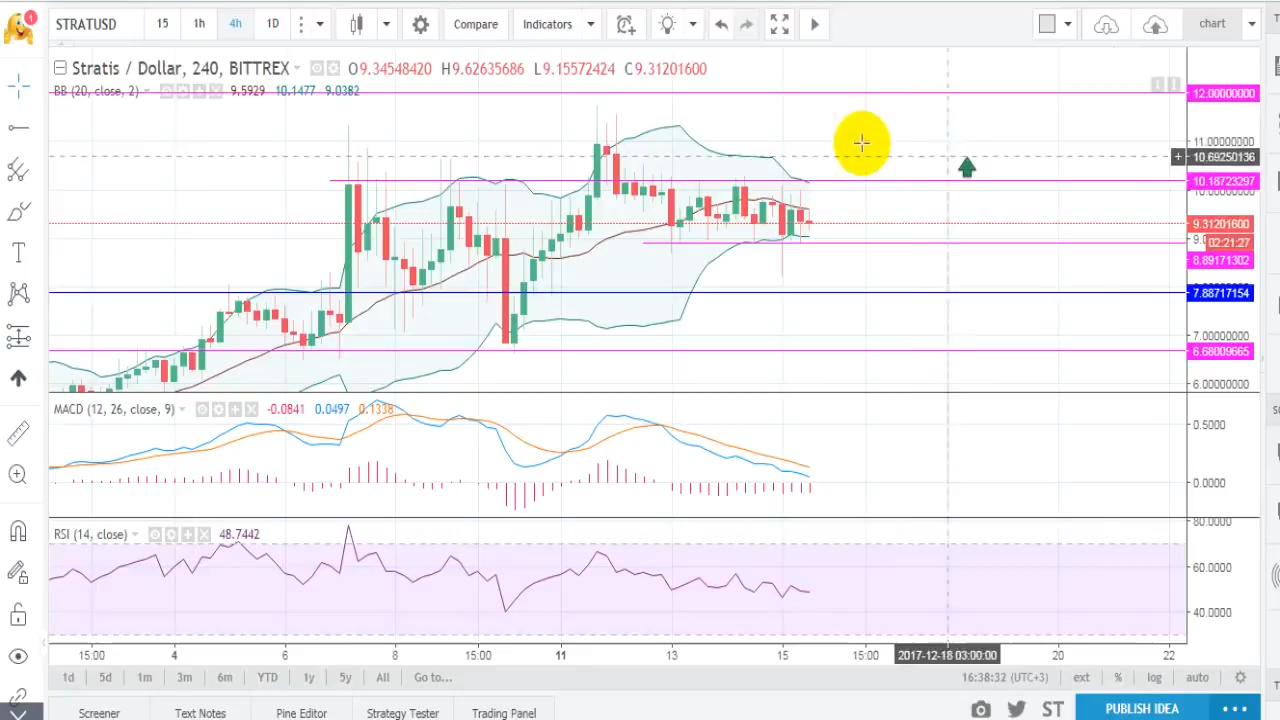 1
STRATUSD 15 1h 4h 1D Compare Indicators chart
Stratis / Dollar, 240, BITTREX O9.34548420 H9.62635686 L9.15572424 C9.31201600
BB (20, close, 2) 9.5929 10.1477 9.0382
12.00000000
11.00000000
10.69250136
10.18723297
10.00000000
9.31201600
02:21:27
8.89171302
7.88717154
7.00000000
6.68009665
6.00000000
MACD (12, 26, close, 9) -0.0841 0.0497 0.1338
0.5000
0.0000
RSI (14, close) 48.7442
80.0000
60.0000
40.0000
15:00 4 6 8 15:00 11 13 15 15:00 2017-12-18 03:00:00 20 22
1d 5d 1m 3m 6m YTD 1y 5y All Go to... 16:38:32 (UTC+3) ext % log auto
Screener Text Notes Pine Editor Strategy Tester Trading Panel ST PUBLISH IDEA